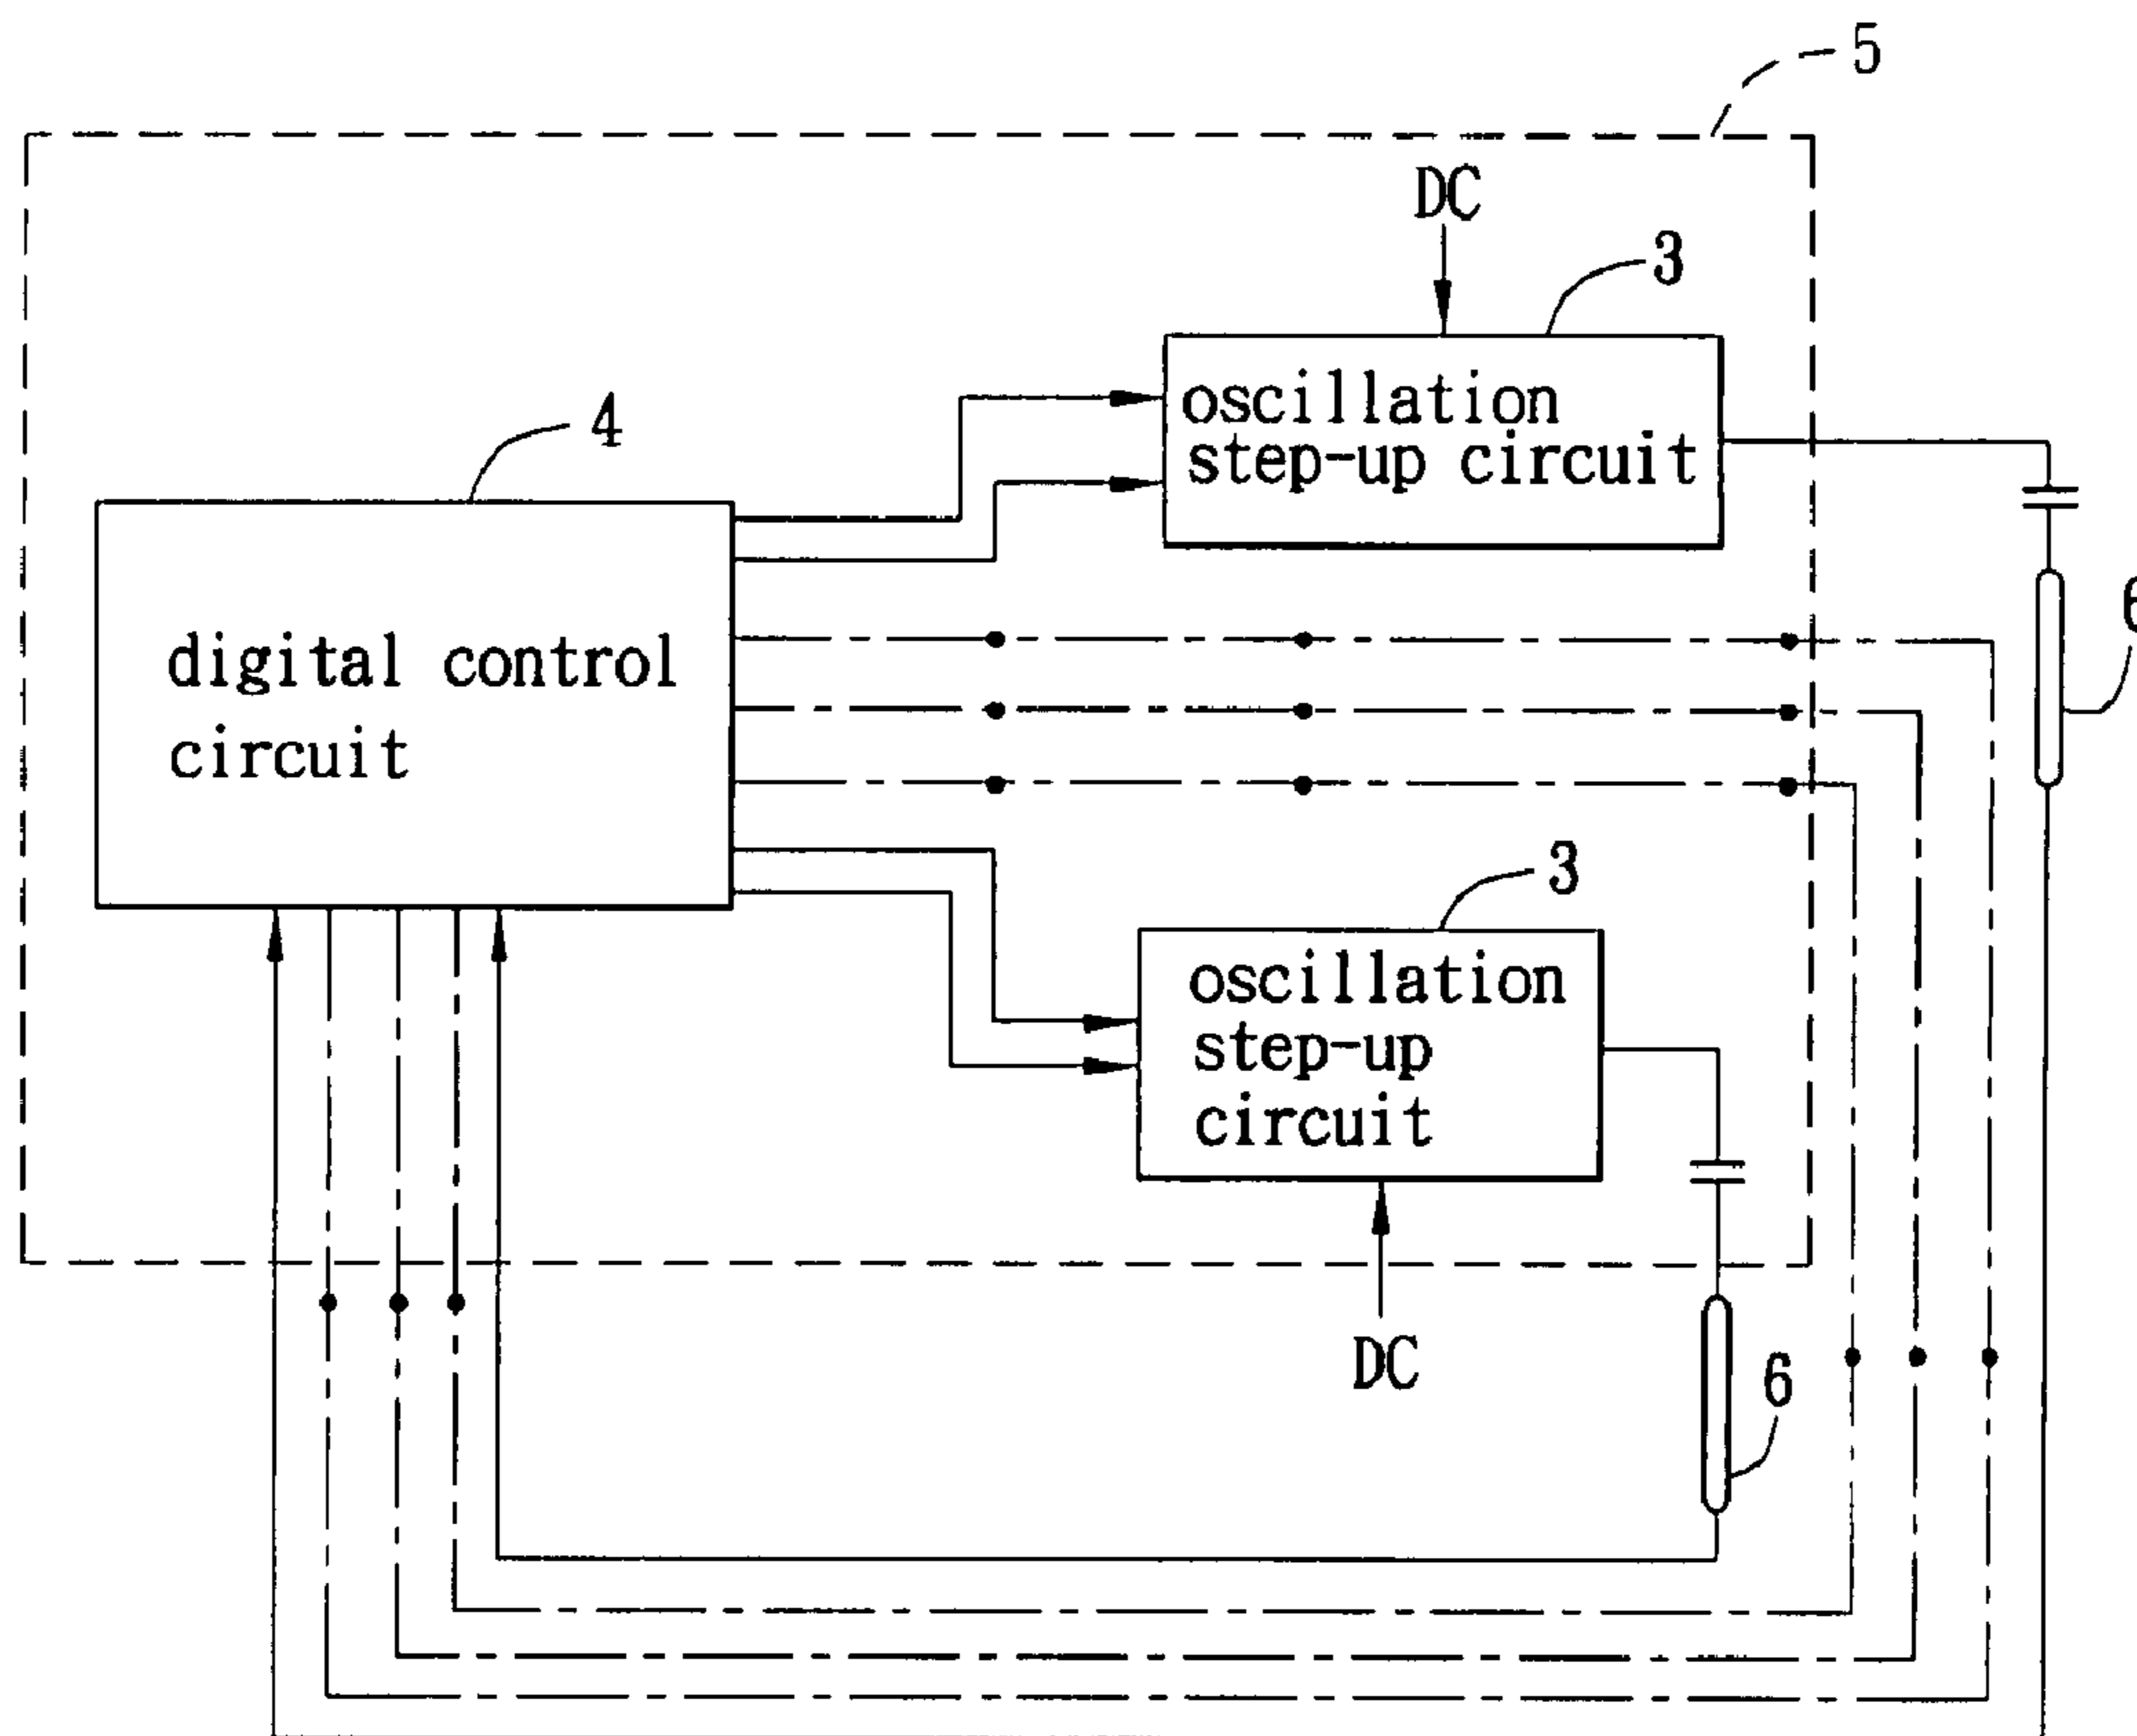 5
DC
3
oscillation
step-up circuit
4
6
digital control
circuit
3
oscillation
step-up
circuit
DC
6